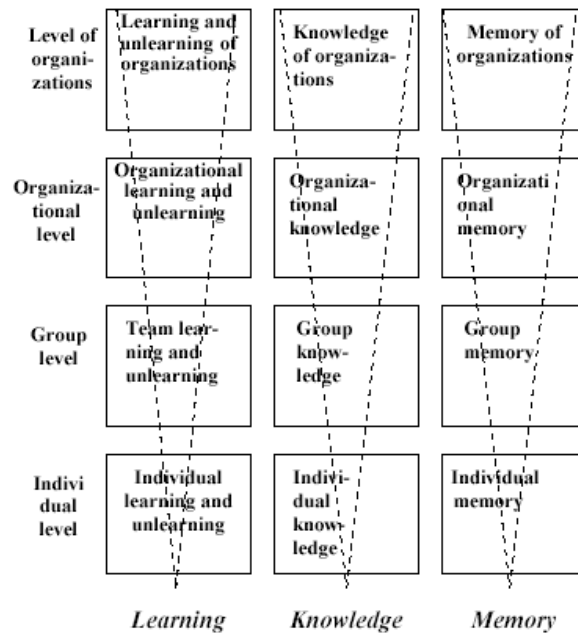 Level of
organi-
zations
Learning and
unlearning of
organizations
Knowledge
of organiza-
tions
Memory of
organizations
Organiza-
tional
level
Organizational
learning and
unlearning
Organiza-
tional
knowledge
Organizati
onal
memory
Group
level
Team lear-
ning and
unlearning
Group
know-
ledge
Group
memory
Indivi
dual
level
Individual
learning and
unlearning
Indivi-
dual
know-
ledge
Individual
memory
Learning
Knowledge
Memory